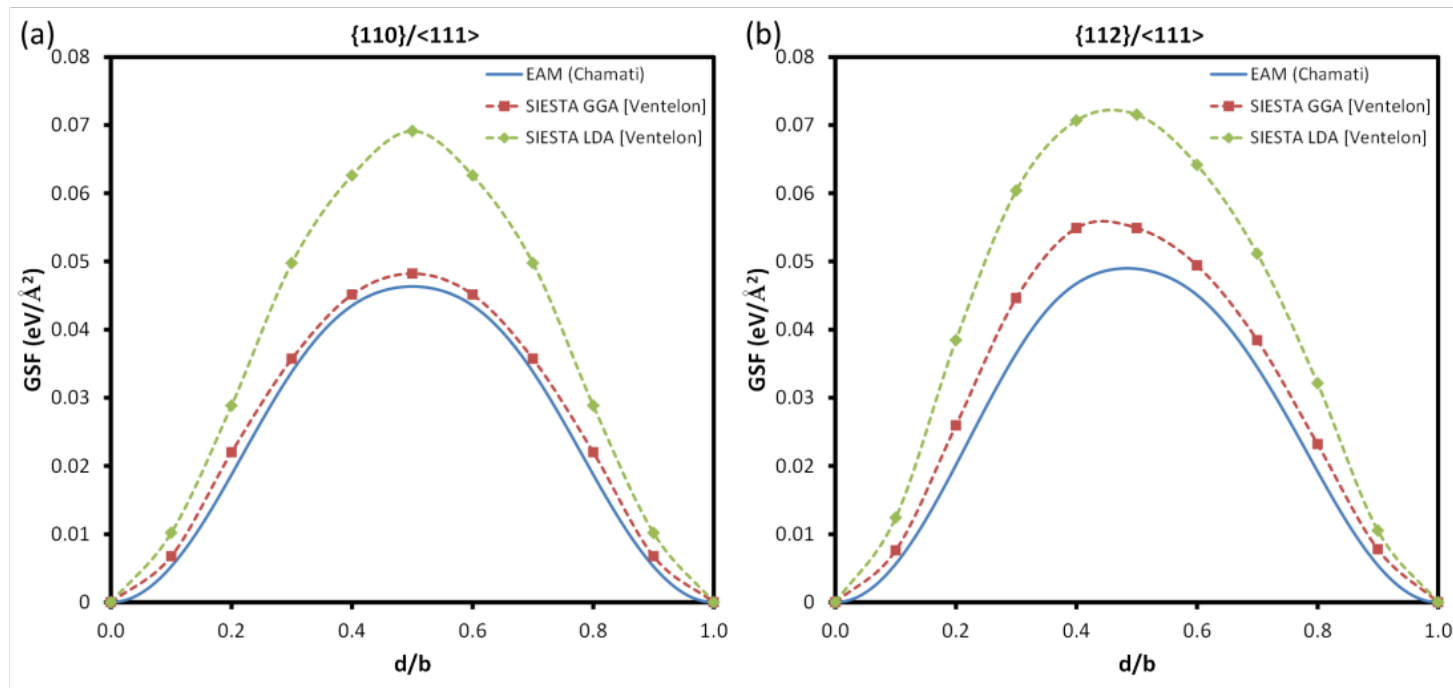 (a)
{110}/<111>
0.08
0.07
0.06
0.05
0.04
0.03
0.02
0.01
0
GSF (eV/Å²)
EAM (Chamati)
SIESTA GGA [Ventelon]
SIESTA LDA [Ventelon]
0.0 0.2 0.4 0.6 0.8 1.0
d/b
(b)
{112}/<111>
0.08
0.07
0.06
0.05
0.04
0.03
0.02
0.01
0
GSF (eV/Å²)
EAM (Chamati)
SIESTA GGA [Ventelon]
SIESTA LDA [Ventelon]
0.0 0.2 0.4 0.6 0.8 1.0
d/b